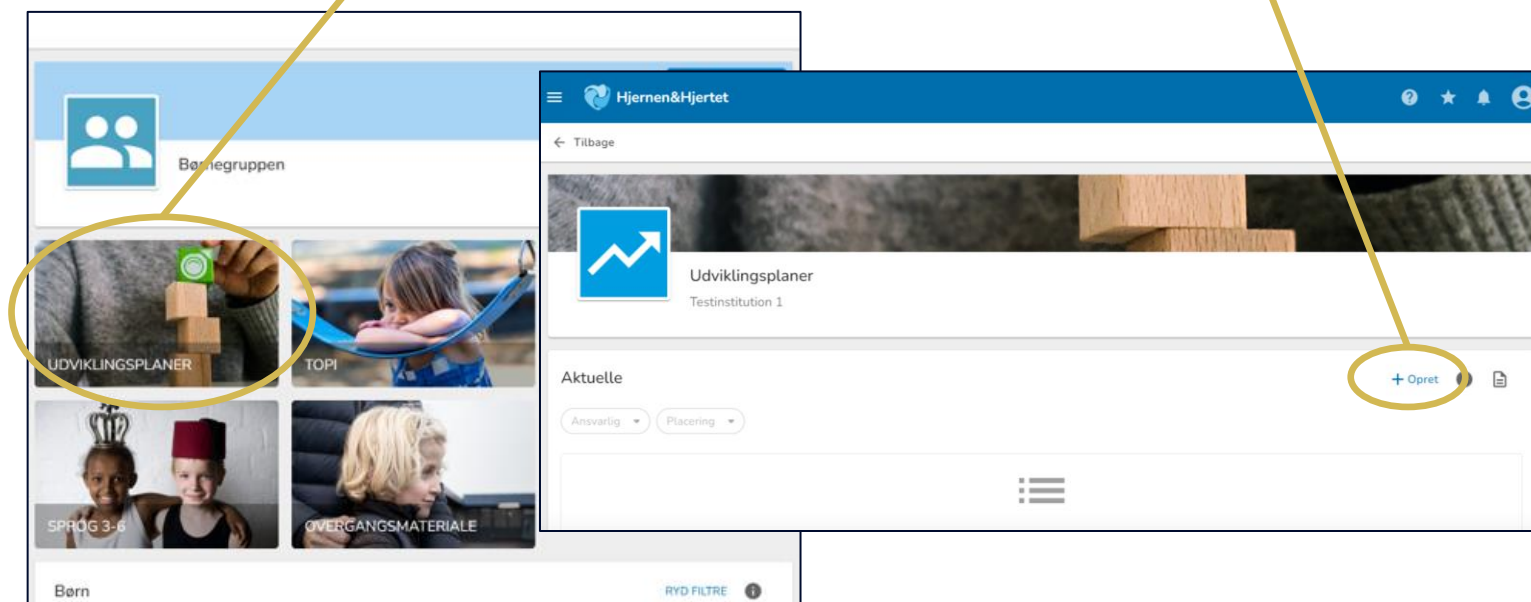 Børnegruppen
UDVIKLINGSPLANER
TOPI
SPROG 3-6
OVERGANGSMATERIALE
Børn
RYD FILTRE
Hjernen&Hjertet
Tilbage
Udviklingsplaner
Testinstitution 1
Aktuelle
+ Opret
Ansvarlig
Placering